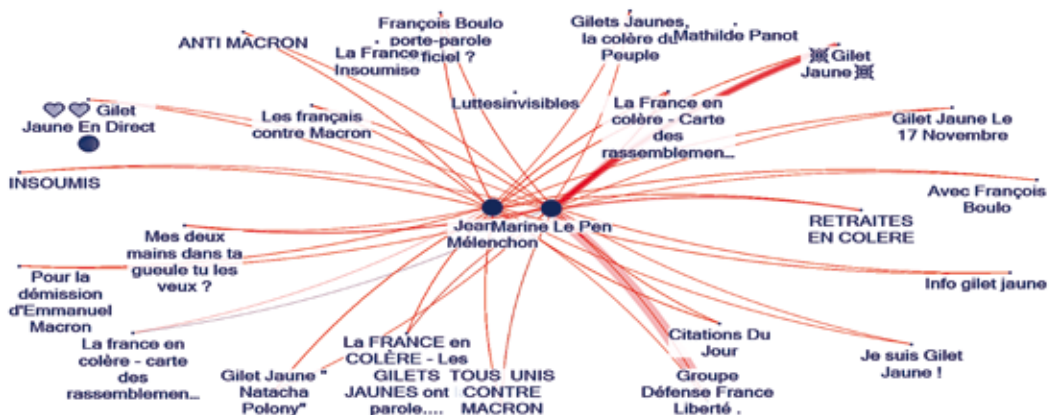 ANTI MACRON
François Boulo
porte-parole
ficiel ?
La France
Insoumise
Gilets Jaunes,
la colère du
Peuple
Mathilde Panot
Gilet
Jaune
Gilet
Jaune En Direct
Les français
contre Macron
Luttesinvisibles
La France en
colère - Carte
des
rassemblemen...
Gilet Jaune Le
17 Novembre
INSOUMIS
Avec François
Boulo
Jean
Mélenchon
Marine Le Pen
RETRAITES
EN COLERE
Mes deux
mains dans ta
gueule tu les
veux ?
Pour la
démission
d'Emmanuel
Macron
Info gilet jaune
La france en
colère - carte
des
rassemblemen...
Gilet Jaune "
Natacha
Polony"
La FRANCE en
COLÈRE - Les
GILETS
JAUNES ont
parole....
TOUS UNIS
CONTRE
MACRON
Citations Du
Jour
Groupe
Défense France
Liberté .
Je suis Gilet
Jaune !